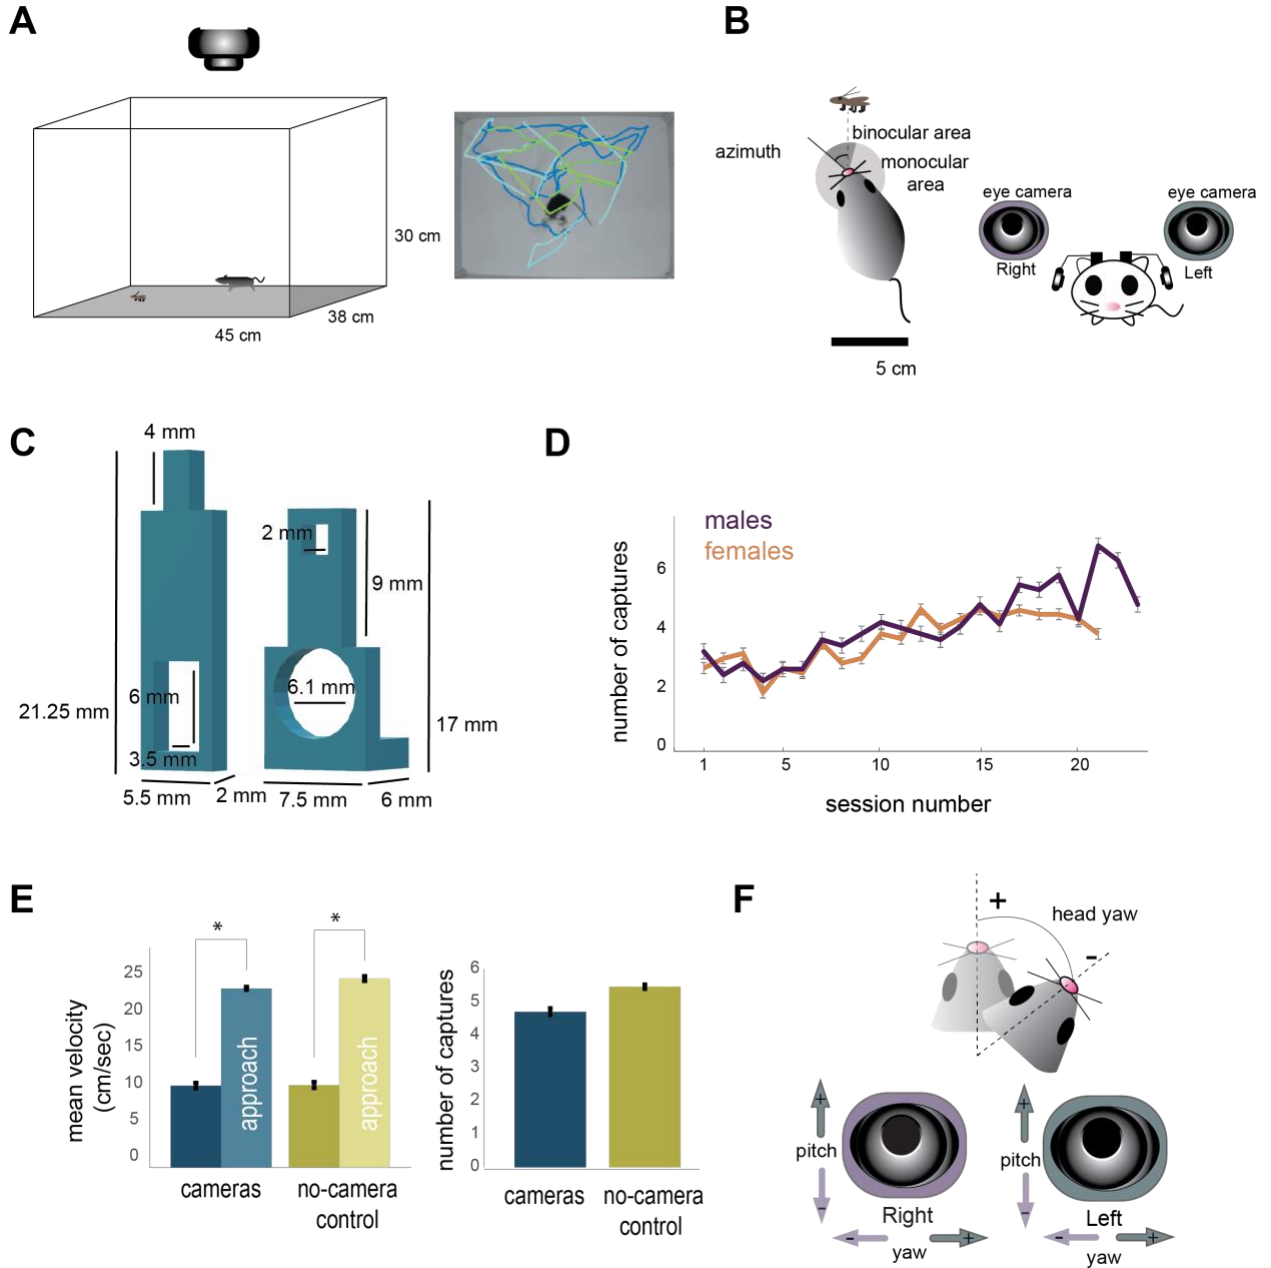 A
30 cm
38 cm
45 cm
B
binocular area
azimuth
monocular
area
eye camera
Right
eye camera
Left
5 cm
C
4 mm
2 mm
9 mm
6 mm
6.1 mm
21.25 mm
17 mm
3.5 mm
5.5 mm
2 mm
7.5 mm
6 mm
D
males
females
number of captures
6
4
2
0
1
5
10
15
20
session number
E
mean velocity
(cm/sec)
25
20
15
10
5
0
*
*
approach
approach
cameras
no-camera
control
number of captures
6
5
4
3
2
1
0
cameras
no-camera
control
F
+
head yaw
-
+
pitch
-
Right
-
+
yaw
+
pitch
-
Left
-
+
yaw